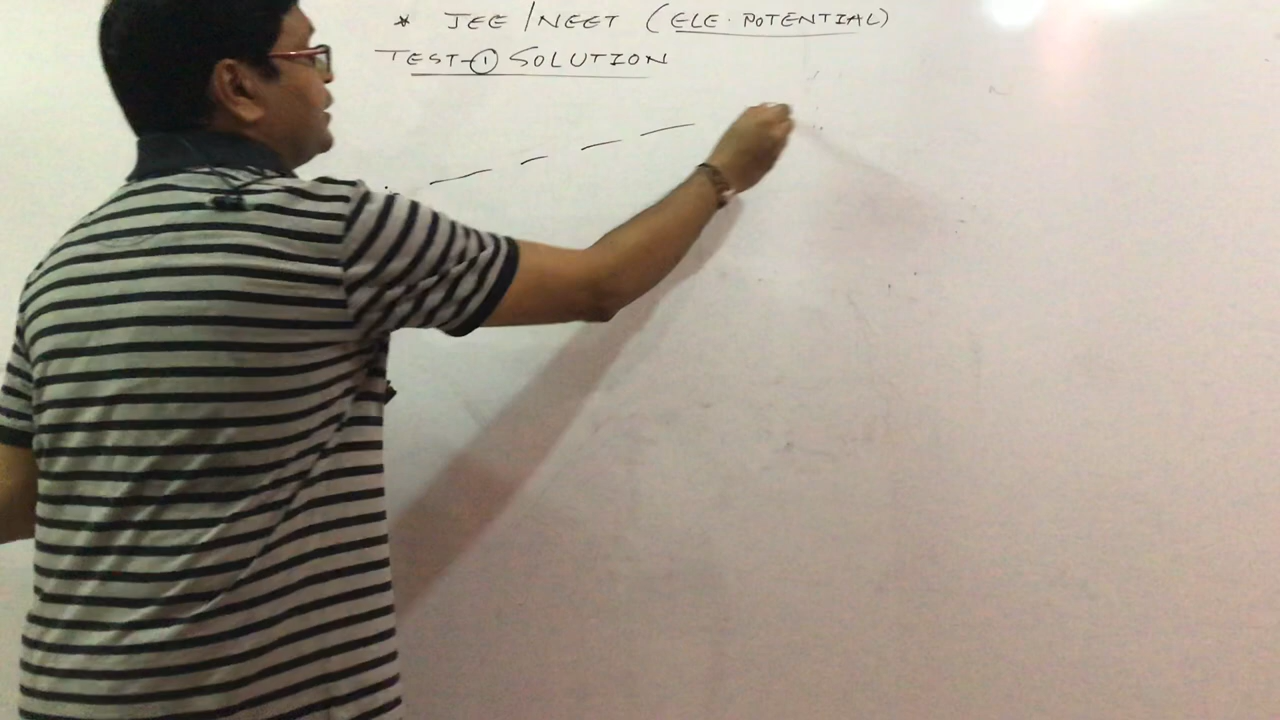 * JEE/NEET (ELE. POTENTIAL)
TEST-① SOLUTION